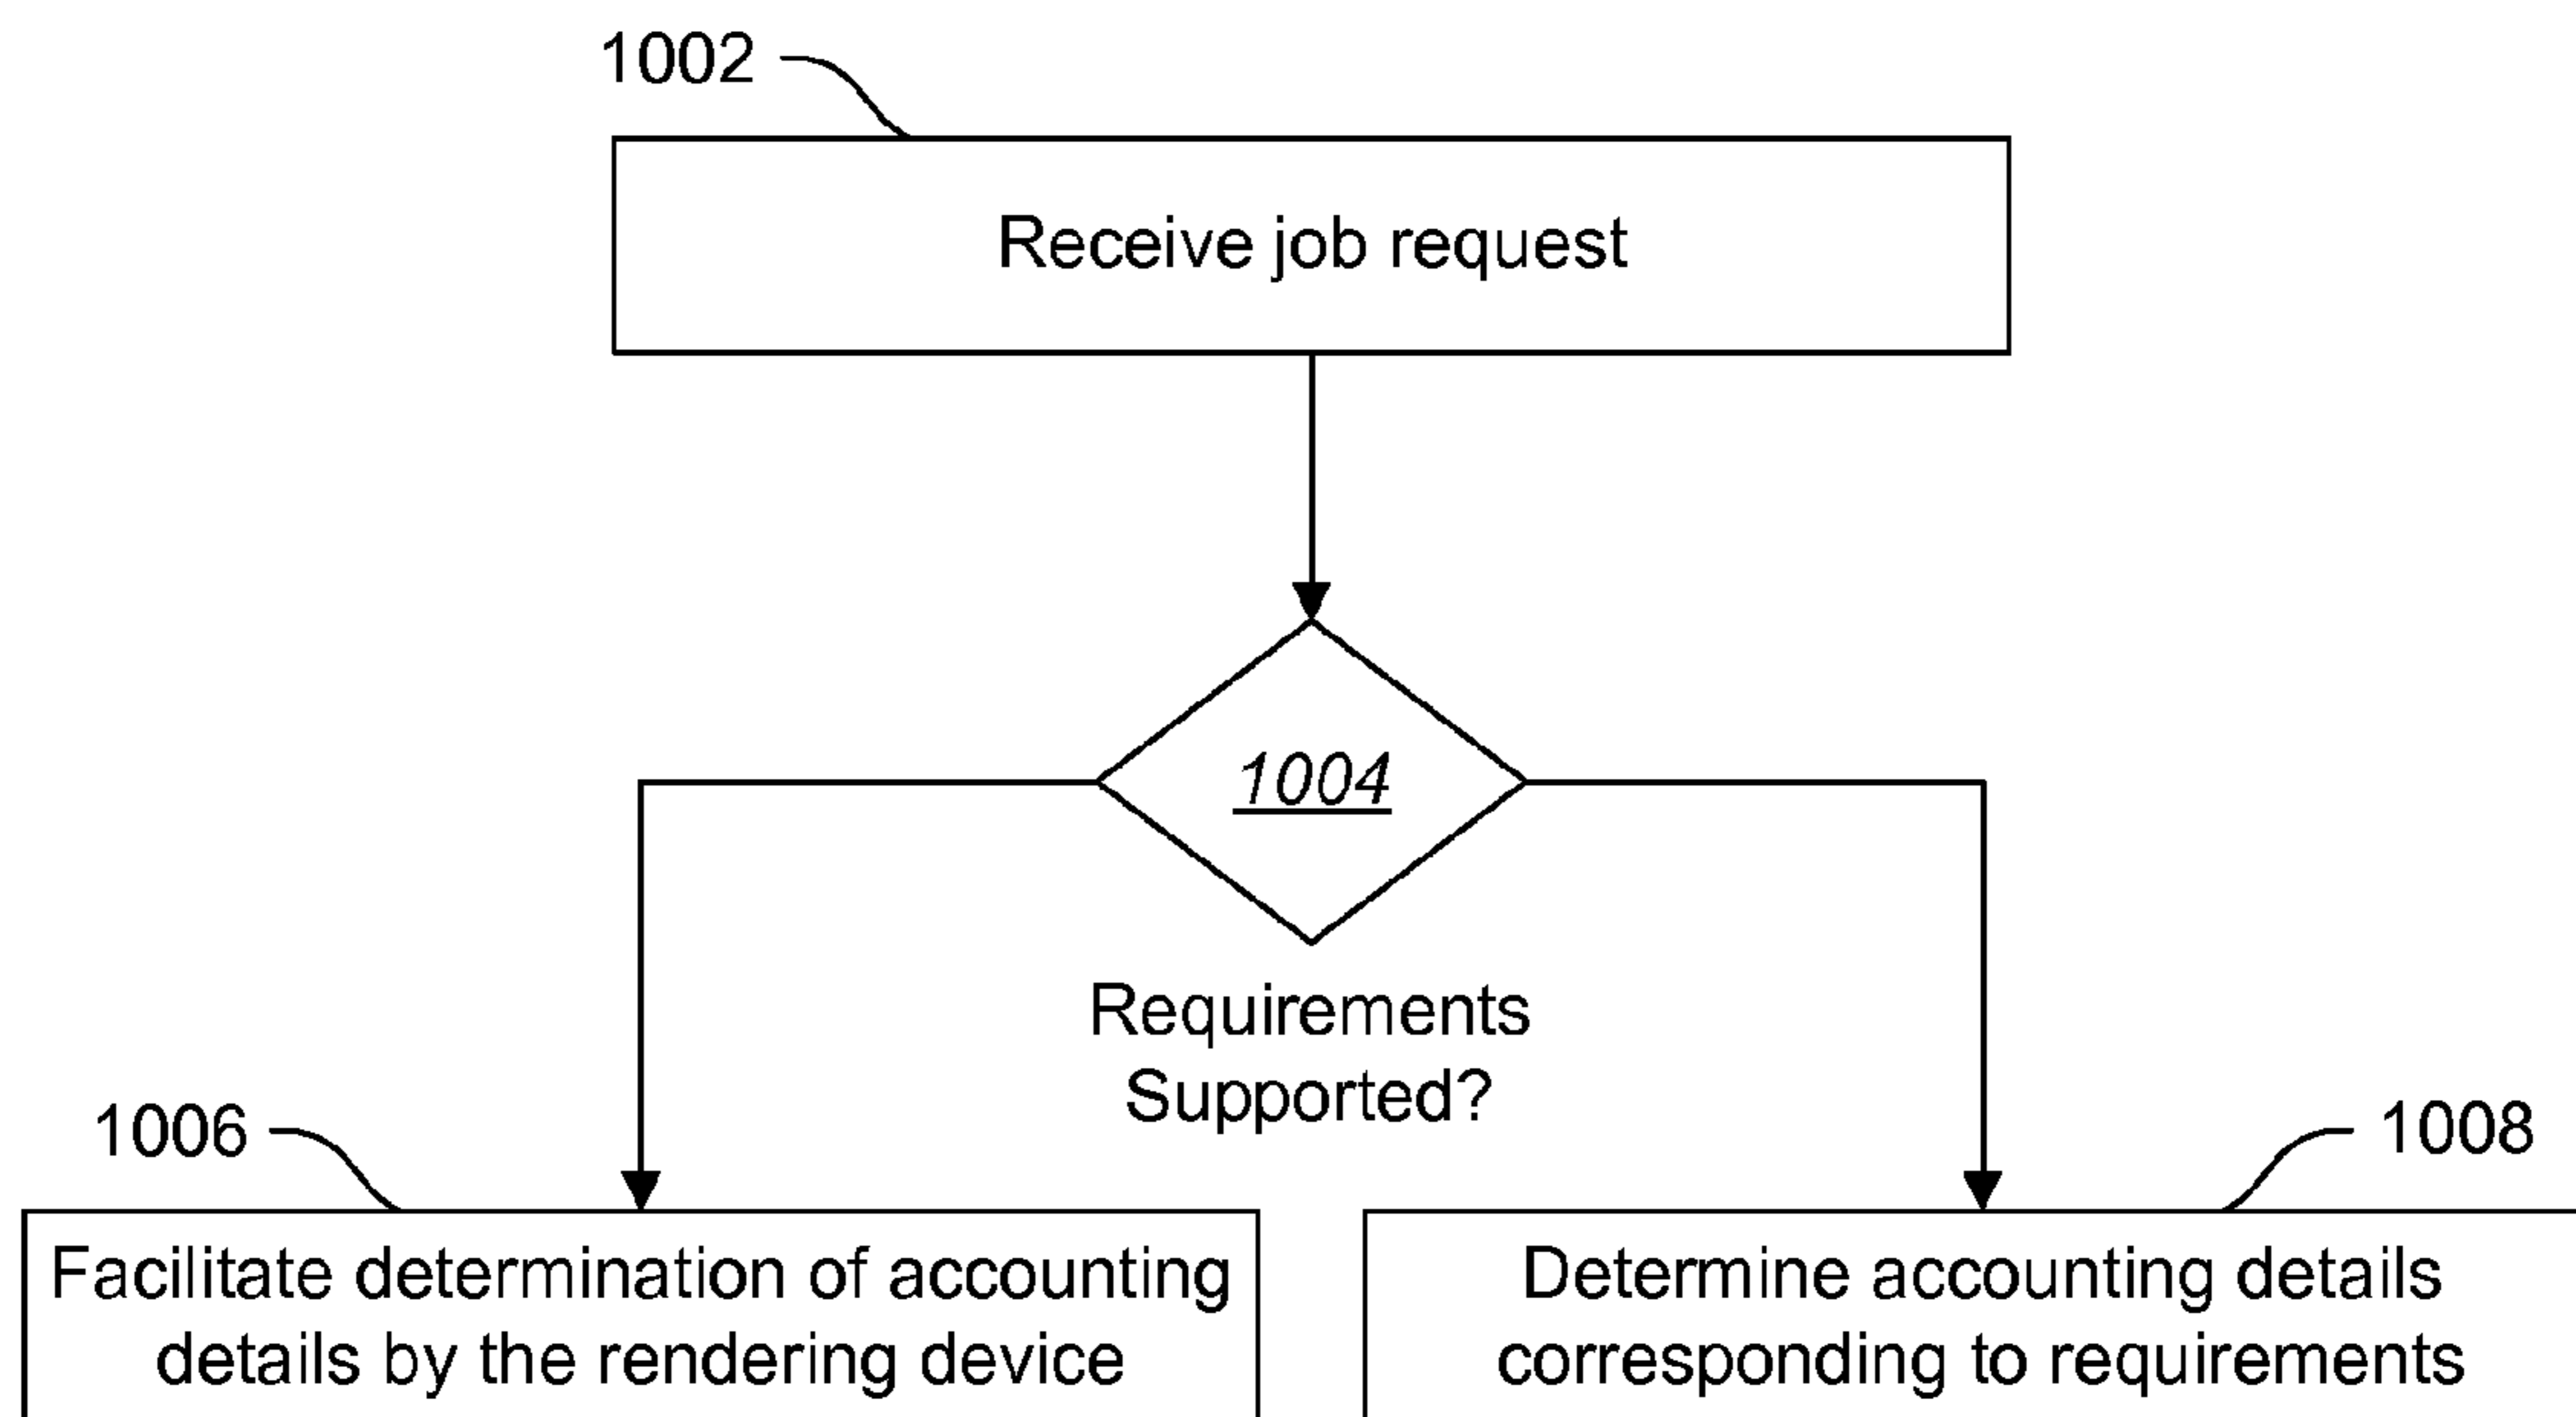 1002
Receive job request
1004
Requirements
Supported?
1006
1008
Facilitate determination of accounting
details by the rendering device
Determine accounting details
corresponding to requirements